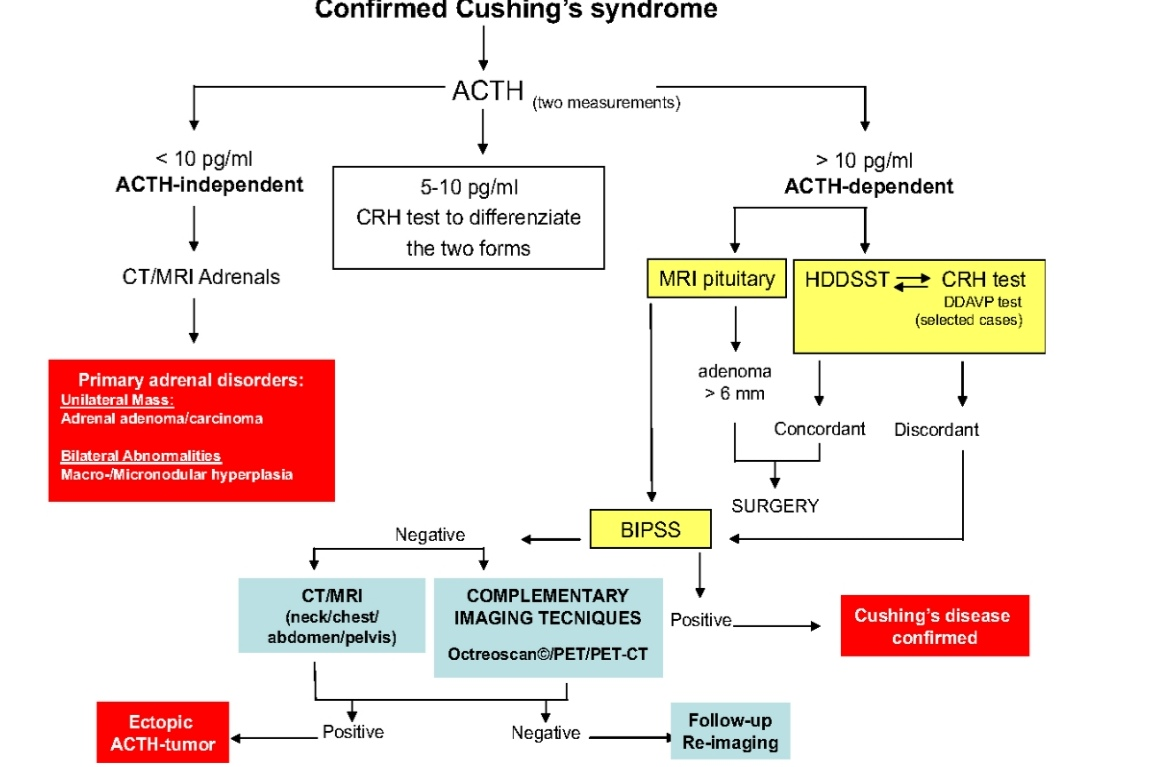 Confirmed Cushing's syndrome
ACTH (two measurements)
< 10 pg/ml
ACTH-independent
CT/MRI Adrenals
Primary adrenal disorders:
Unilateral Mass:
Adrenal adenoma/carcinoma
Bilateral Abnormalities
Macro-/Micronodular hyperplasia
5-10 pg/ml
CRH test to differenziate
the two forms
> 10 pg/ml
ACTH-dependent
MRI pituitary
HDDSST CRH test
DDAVP test
(selected cases)
adenoma
> 6 mm
Concordant
Discordant
SURGERY
BIPSS
Negative
Positive
Cushing's disease
confirmed
CT/MRI
(neck/chest/
abdomen/pelvis)
COMPLEMENTARY
IMAGING TECNIQUES
Octreoscan©/PET/PET-CT
Positive
Negative
Ectopic
ACTH-tumor
Follow-up
Re-imaging